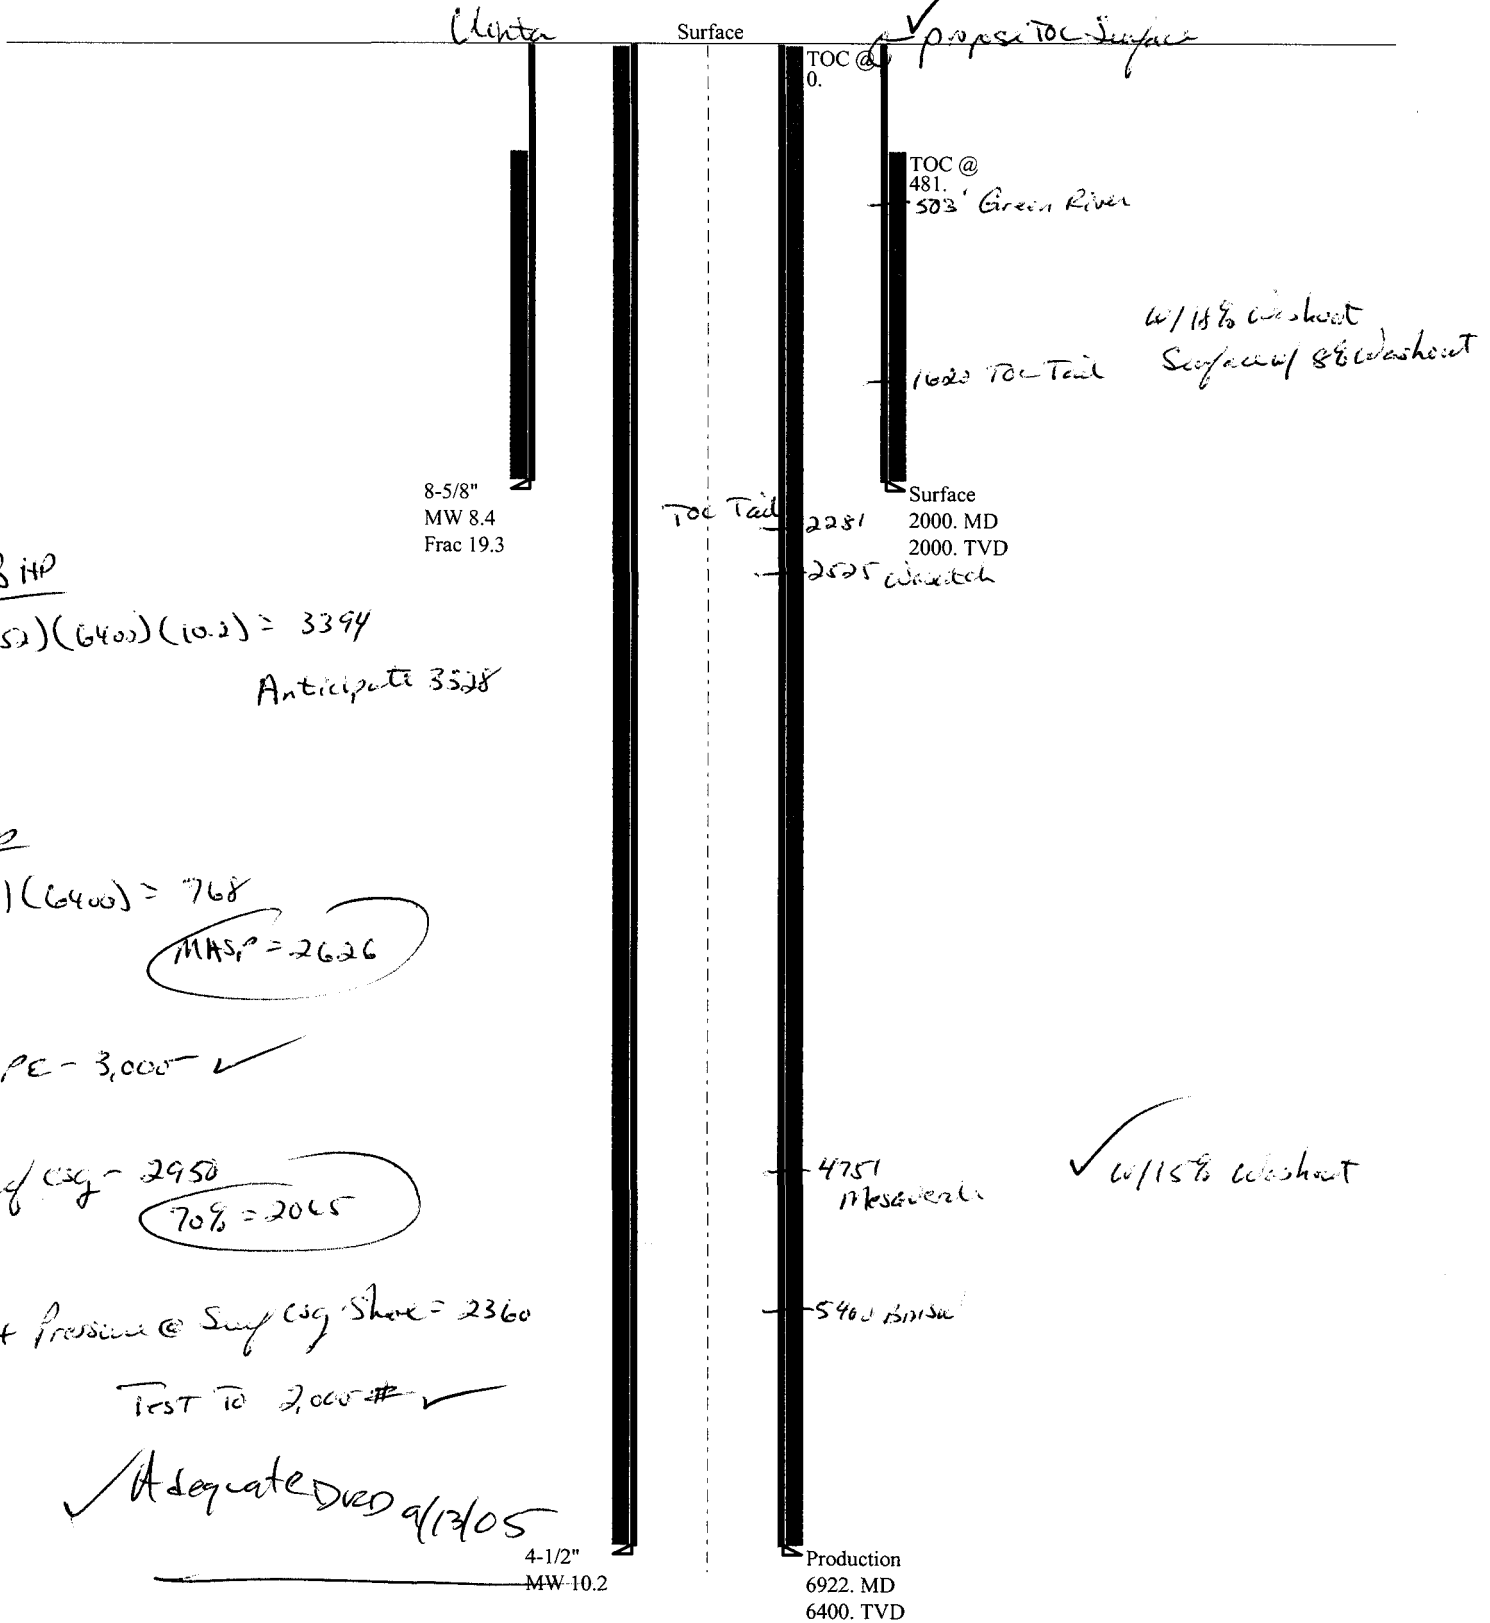 Uinta
Surface
✓ propose TOC Surface
TOC @
0.
TOC @
481.
503' Green River
w/ 18% Washout
Surface w/ 8% Washout
1620 TOC Tail
8-5/8"
MW 8.4
Frac 19.3
Surface
2000. MD
2000. TVD
TOC Tail
2281
2525 Wasatch
BHP
52)(6400)(10.2) = 3394
Anticipate 3528
)(6400) = 768
MASP = 2626
PE - 3,000 ✓
csg - 2950
70% = 2065
4751
Mesaverde
✓ w/ 15% Washout
Pressure @ Surf Csg Shoe = 2360
5400
Test To 2,000# ✓
✓ Adequate DUCD 9/13/05
4-1/2"
MW 10.2
Production
6922. MD
6400. TVD